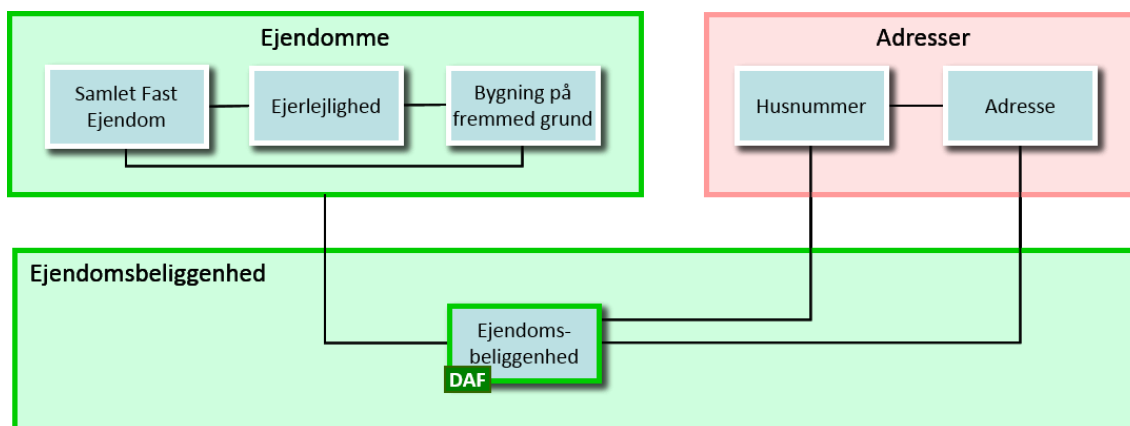 Ejendomme
Samlet Fast
Ejendom
Ejerlejlighed
Bygning på
fremmed grund
Adresser
Husnummer
Adresse
Ejendomsbeliggenhed
Ejendoms-
beliggenhed
DAF